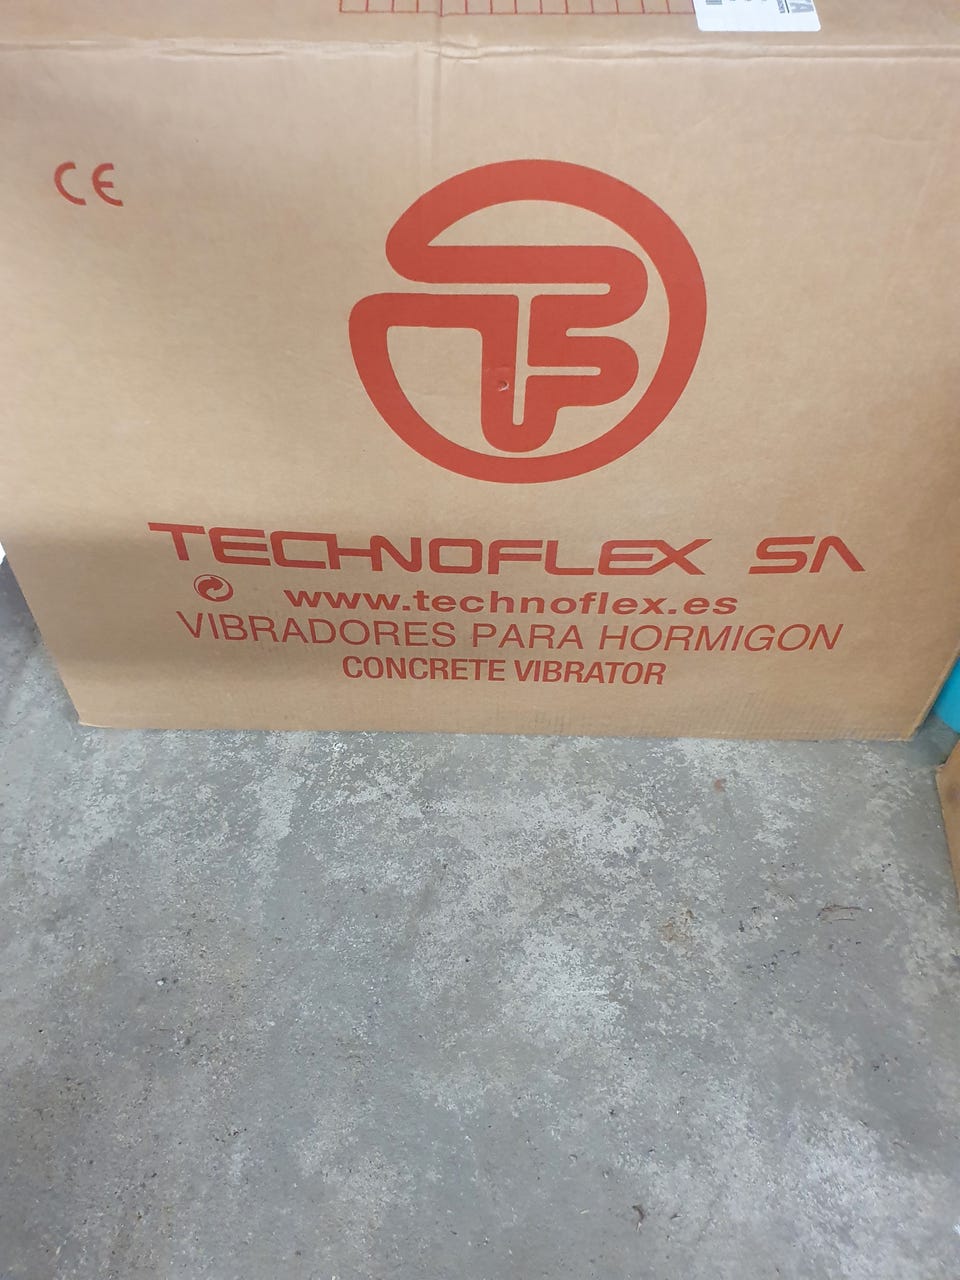 CE
TECHNOFLEX SA
www.technoflex.es
VIBRADORES PARA HORMIGON
CONCRETE VIBRATOR